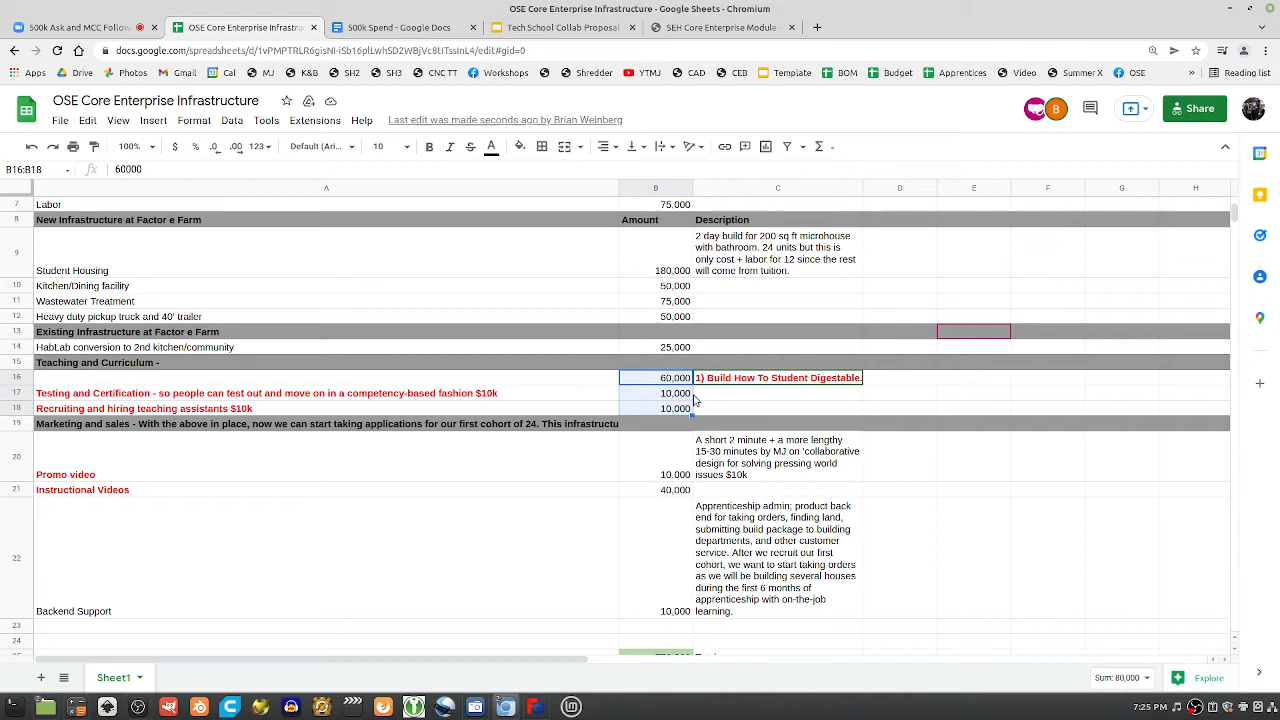 OSE Core Enterprise Infrastructure - Google Sheets - Chromium
500k Ask and MCC Follow
OSE Core Enterprise Infrastruc
500k Spend - Google Docs
Tech School Collab Proposal
SEH Core Enterprise Module -
docs.google.com/spreadsheets/d/1vPMPTRLR6gisNHSb16plLwhSD2WBjVc8tITssInL4/edit#gid=0
Apps Drive Photos Gmail MJ K&B SH2 SH3 CNC TT Workshops Shredder YTMJ CAD CEB Template BOM Budget Apprentices Video Summer X OSE » Reading list
OSE Core Enterprise Infrastructure
Share
File Edit View Insert Format Data Tools Extensions Help Last edit was made 4 minutes ago by Brian Weinberg
100% $ % .0 .00 123 Default (Ari... 10 B I S A
B16:B18 fx 60000
A B C D E F G H
7 Labor 75,000
8 New Infrastructure at Factor e Farm Amount Description
2 day build for 200 sq ft microhouse
with bathroom. 24 units but this is
only cost + labor for 12 since the rest
9 Student Housing 180,000 will come from tuition.
10 Kitchen/Dining facility 50,000
11 Wastewater Treatment 75,000
12 Heavy duty pickup truck and 40' trailer 50,000
13 Existing Infrastructure at Factor e Farm
14 HabLab conversion to 2nd kitchen/community 25,000
15 Teaching and Curriculum -
16 60,000 1) Build How To Student Digestable.
17 Testing and Certification - so people can test out and move on in a competency-based fashion $10k 10,000
18 Recruiting and hiring teaching assistants $10k 10,000
19 Marketing and sales - With the above in place, now we can start taking applications for our first cohort of 24. This infrastructu
A short 2 minute + a more lengthy
15-30 minutes by MJ on 'collaborative
design for solving pressing world
20 Promo video 10,000 issues $10k
21 Instructional Videos 40,000
Apprenticeship admin; product back
end for taking orders, finding land,
submitting build package to building
departments, and other customer
service. After we recruit our first
cohort, we want to start taking orders
as we will be building several houses
during the first 6 months of
apprenticeship with on-the-job
22 Backend Support 10,000 learning.
23
24
Sheet1 Sum: 80,000 Explore
7:25 PM